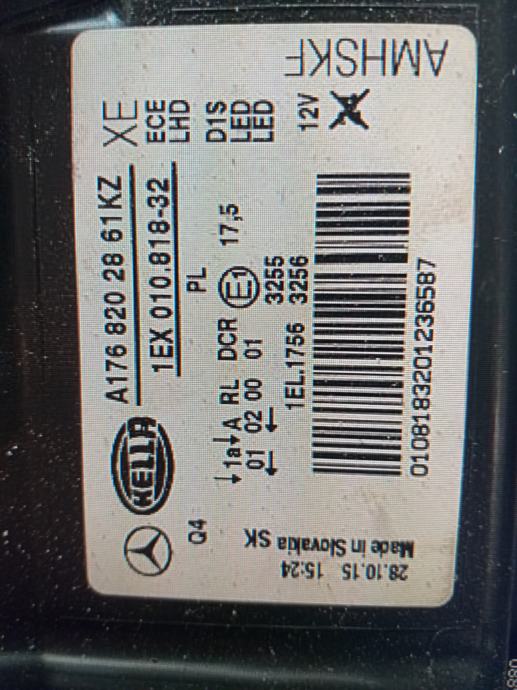 A176 820 28 61KZ XE
HELLA 1EX 010.818-32 ECE
LHD
Q4 PL
1a A RL DCR E1 17,5 D1S
01 02 00 01 3255 LED
1EL.1756 3256 LED
12V
AMHSKF
01081832012365​87
Made in Slovakia SK
28.10.15 15:24